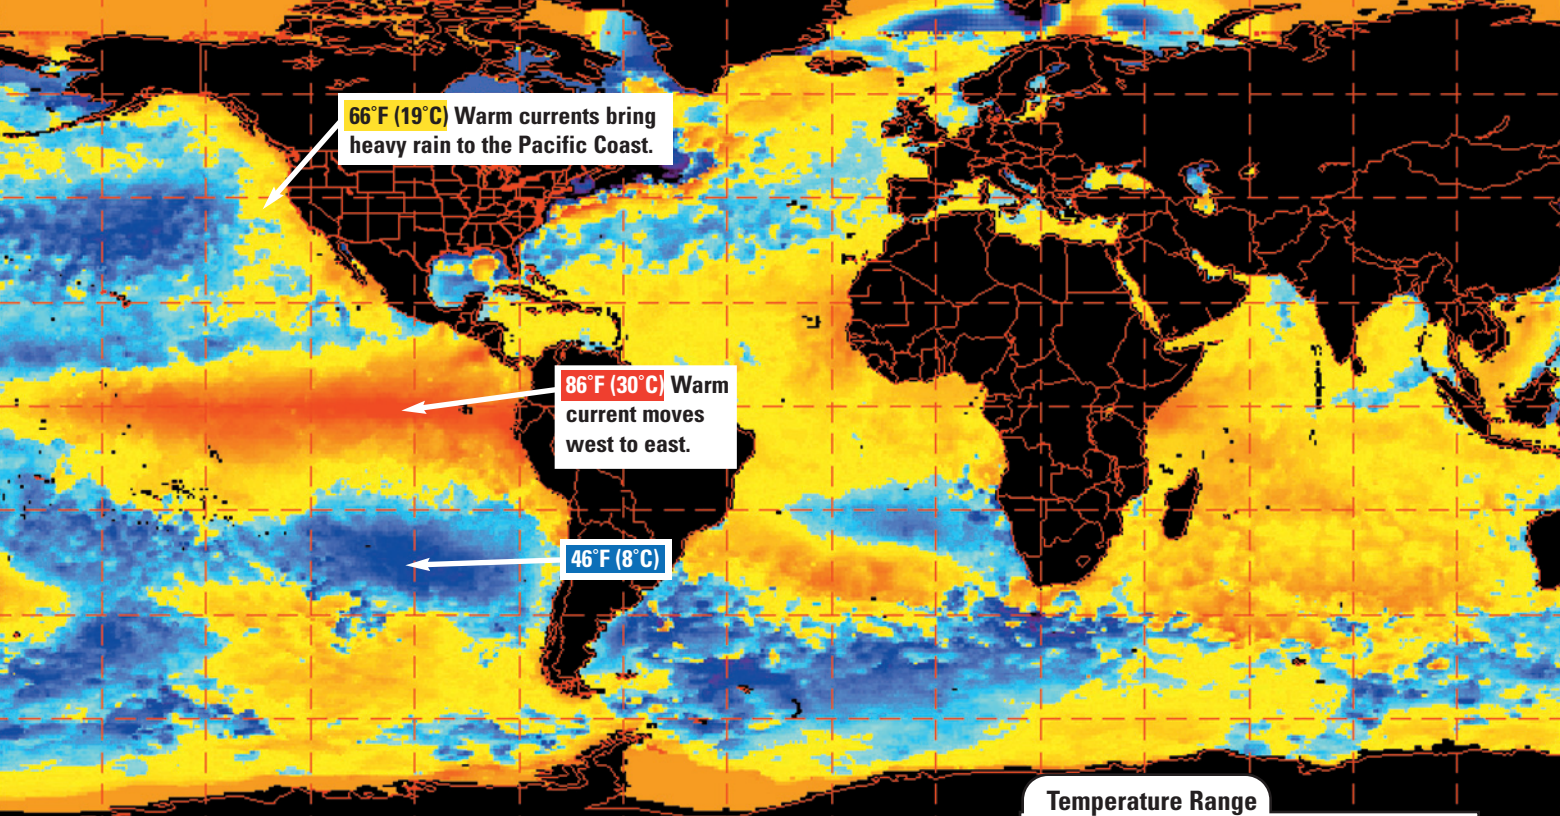 66˚F (19˚C) Warm currents bring
heavy rain to the Pacific Coast.
86˚F (30˚C) Warm
current moves
west to east.
46˚F (8˚C)
Temperature Range